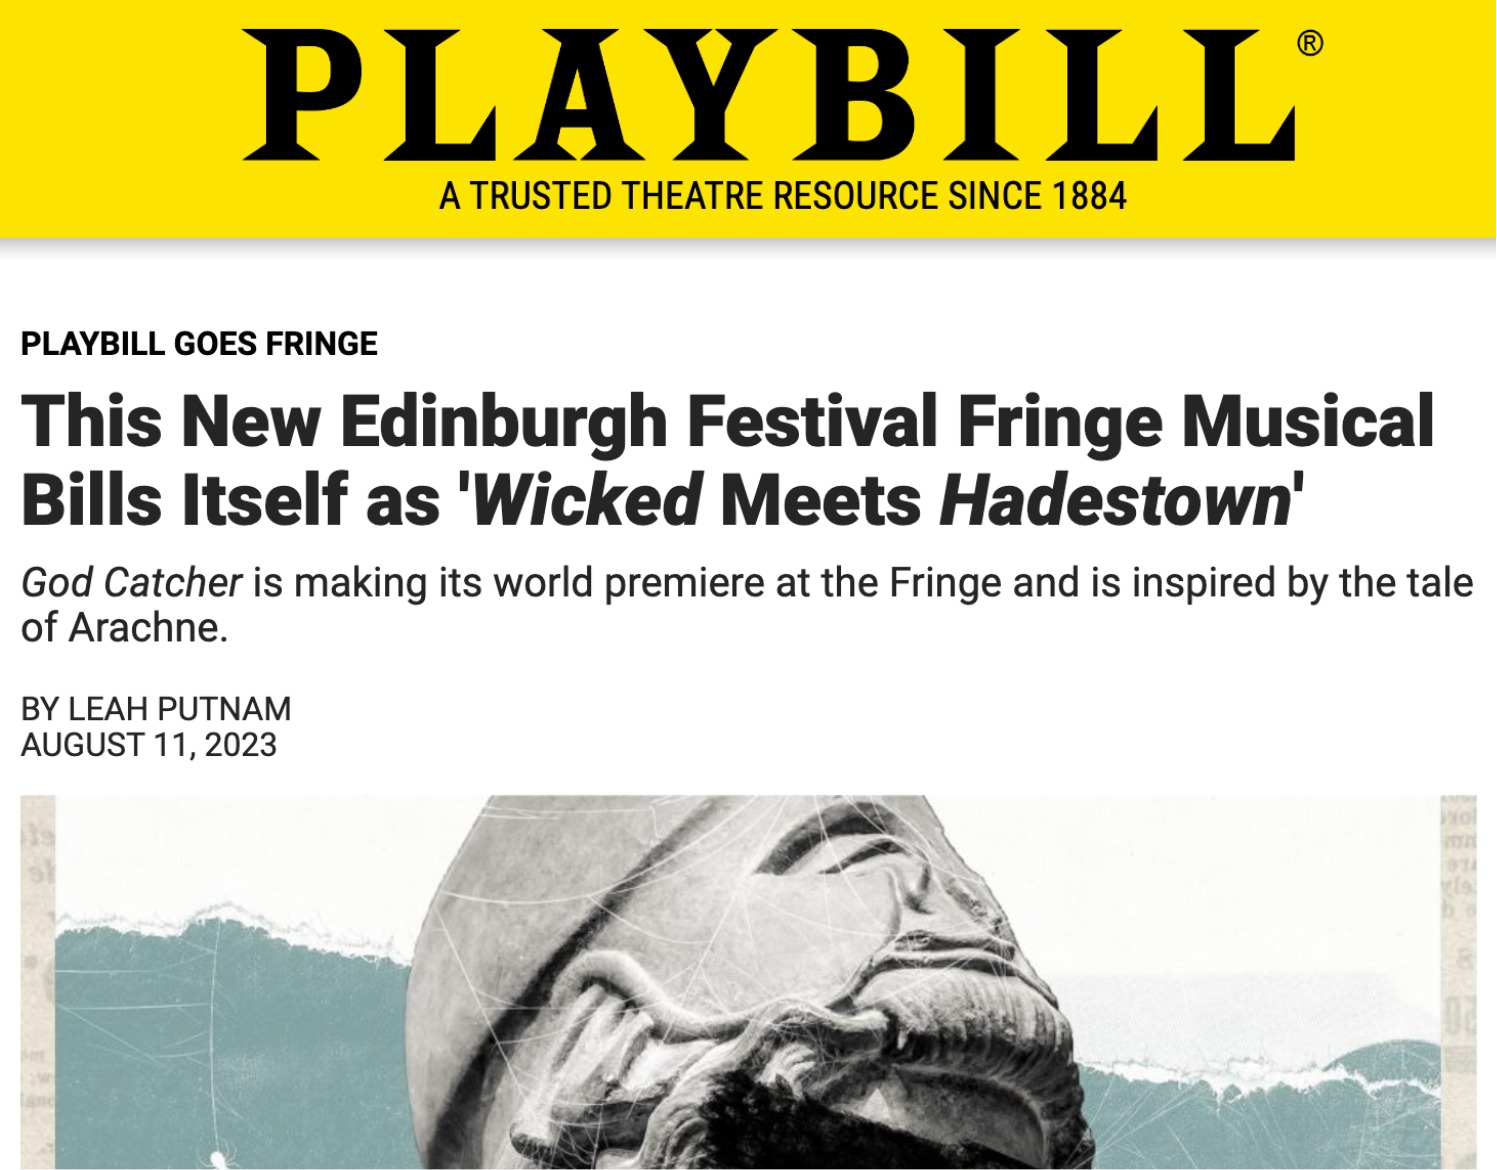 PLAYBILL®
A TRUSTED THEATRE RESOURCE SINCE 1884
PLAYBILL GOES FRINGE
This New Edinburgh Festival Fringe Musical
Bills Itself as 'Wicked Meets Hadestown'
God Catcher is making its world premiere at the Fringe and is inspired by the tale
of Arachne.
BY LEAH PUTNAM
AUGUST 11, 2023